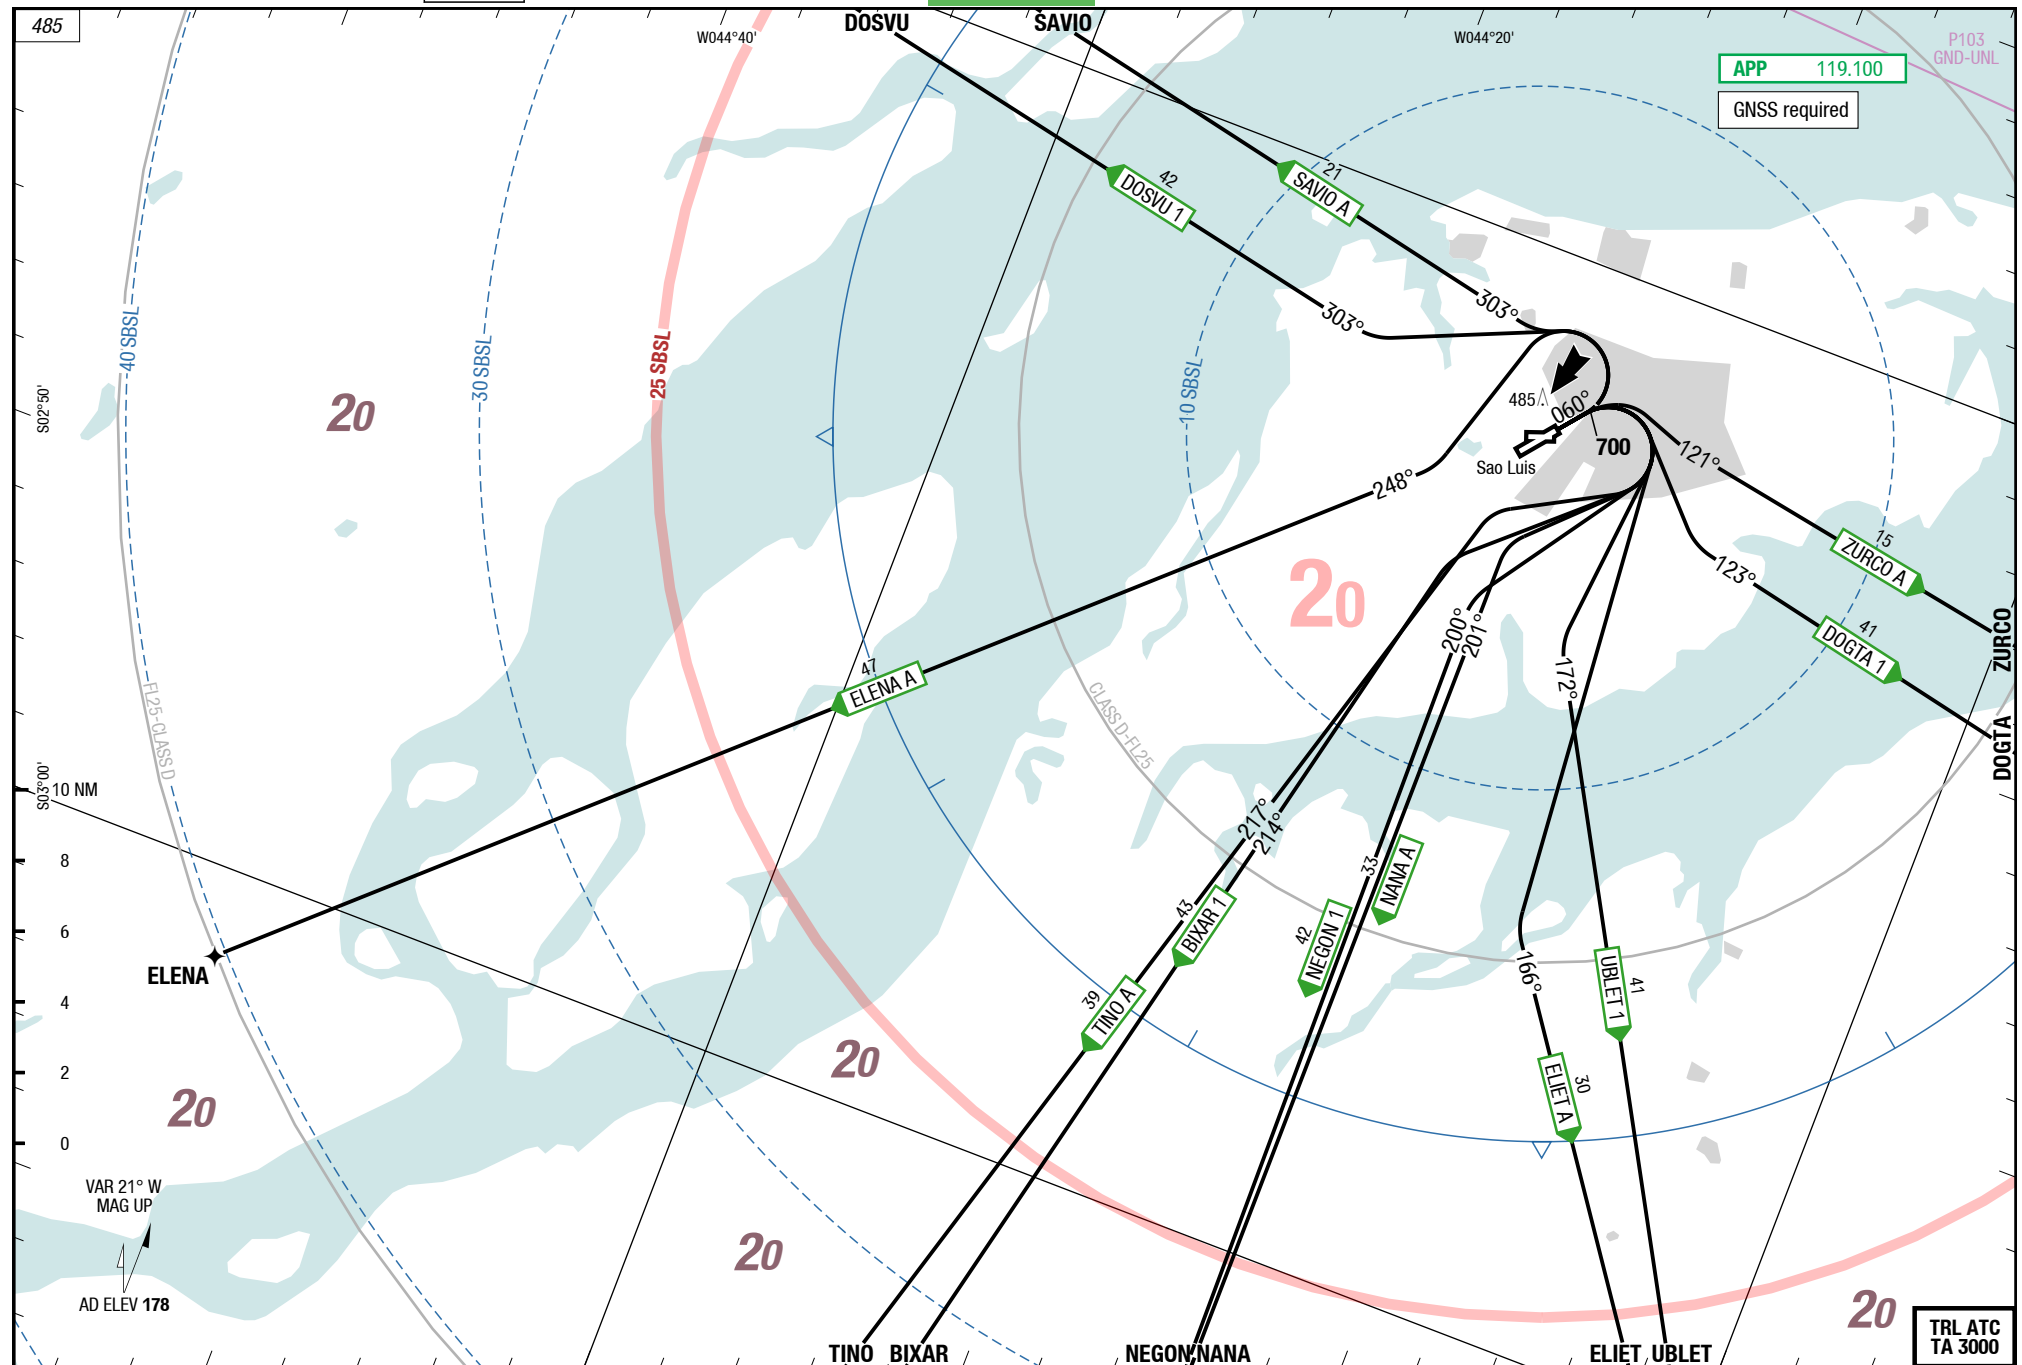 485
DOSVU
SAVIO
W044°40'
W044°20'
P103
GND-UNL
APP 119.100
GNSS required
42
DOSVU 1
21
SAVIO A
303°
303°
40 SBSL
30 SBSL
25 SBSL
10 SBSL
S02°50'
20
485
060°
700
Sao Luis
121°
248°
15
ZURCO A
123°
41
DOGTA 1
ZURCO
DOGTA
20
200°
201°
172°
47
ELENA A
FL25-CLASS D
CLASS D-FL25
S03°00'
10 NM
8
6
4
2
0
217°
214°
33
NANA A
43
BIXAR 1
42
NEGON 1
166°
41
UBLET 1
39
TINO A
30
ELIET A
ELENA
20
20
20
20
VAR 21° W
MAG UP
AD ELEV 178
TRL ATC
TA 3000
TINO BIXAR NEGON NANA ELIET UBLET